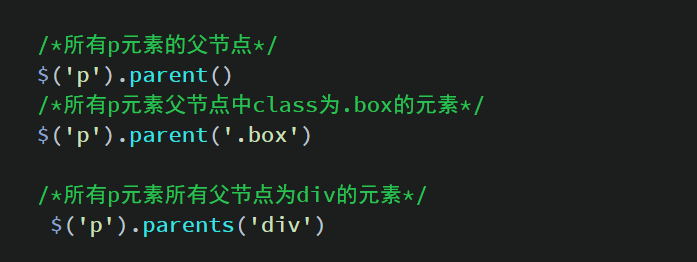 /*所有p元素的父节点*/
$('p').parent()
/*所有p元素父节点中class为.box的元素*/
$('p').parent('.box')
/*所有p元素所有父节点为div的元素*/
$('p').parents('div')